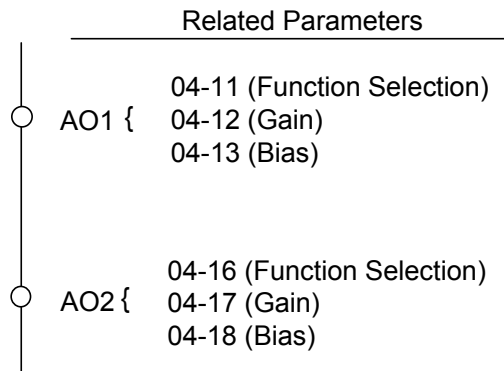 Related Parameters
04-11 (Function Selection)
AO1 { 04-12 (Gain)
04-13 (Bias)
04-16 (Function Selection)
AO2 { 04-17 (Gain)
04-18 (Bias)